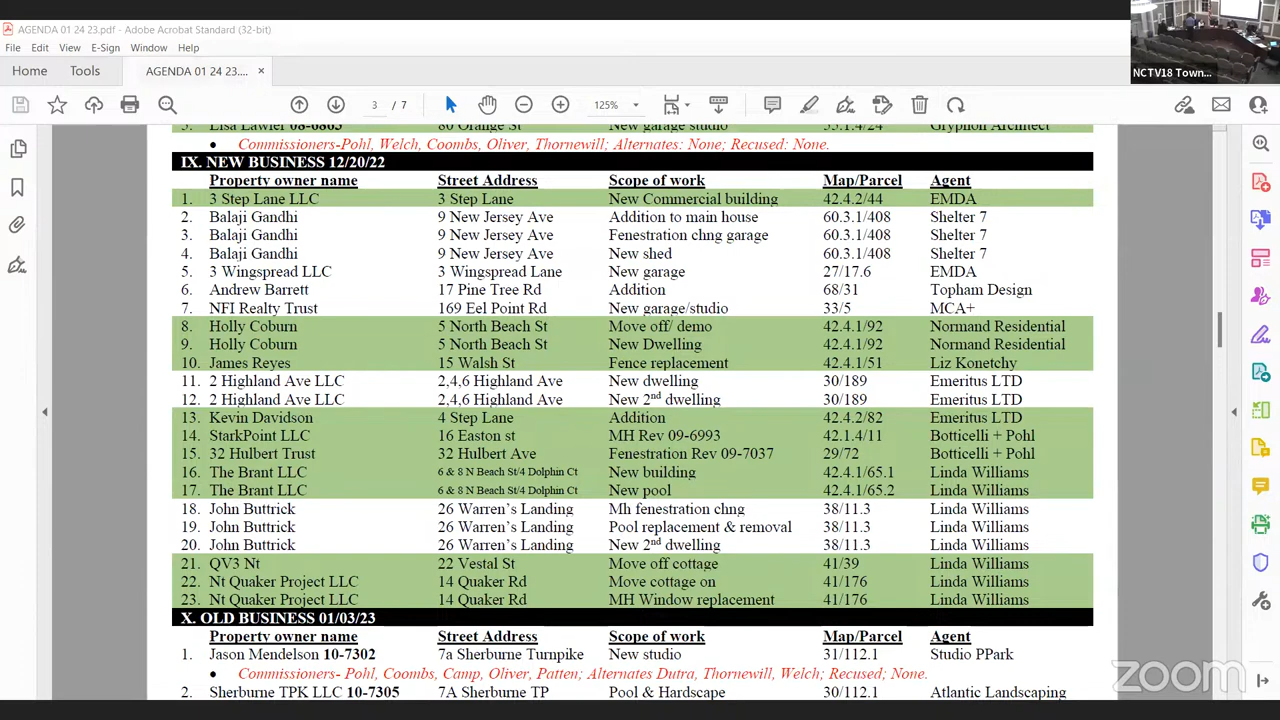 AGENDA 01 24 23.pdf - Adobe Acrobat Standard (32-bit)
File Edit View E-Sign Window Help
Home Tools AGENDA 01 24 23.... ×
3 / 7 125%
NCTV18 Town...
5. Lisa Lawler 08-6865 80 Orange St New garage studio 55.1.4/24 Gryphon Architect
• Commissioners-Pohl, Welch, Coombs, Oliver, Thornewill; Alternates: None; Recused: None.
IX. NEW BUSINESS 12/20/22
Property owner name Street Address Scope of work Map/Parcel Agent
1. 3 Step Lane LLC 3 Step Lane New Commercial building 42.4.2/44 EMDA
2. Balaji Gandhi 9 New Jersey Ave Addition to main house 60.3.1/408 Shelter 7
3. Balaji Gandhi 9 New Jersey Ave Fenestration chng garage 60.3.1/408 Shelter 7
4. Balaji Gandhi 9 New Jersey Ave New shed 60.3.1/408 Shelter 7
5. 3 Wingspread LLC 3 Wingspread Lane New garage 27/17.6 EMDA
6. Andrew Barrett 17 Pine Tree Rd Addition 68/31 Topham Design
7. NFI Realty Trust 169 Eel Point Rd New garage/studio 33/5 MCA+
8. Holly Coburn 5 North Beach St Move off/ demo 42.4.1/92 Normand Residential
9. Holly Coburn 5 North Beach St New Dwelling 42.4.1/92 Normand Residential
10. James Reyes 15 Walsh St Fence replacement 42.4.1/51 Liz Konetchy
11. 2 Highland Ave LLC 2,4,6 Highland Ave New dwelling 30/189 Emeritus LTD
12. 2 Highland Ave LLC 2,4,6 Highland Ave New 2nd dwelling 30/189 Emeritus LTD
13. Kevin Davidson 4 Step Lane Addition 42.4.2/82 Emeritus LTD
14. StarkPoint LLC 16 Easton st MH Rev 09-6993 42.1.4/11 Botticelli + Pohl
15. 32 Hulbert Trust 32 Hulbert Ave Fenestration Rev 09-7037 29/72 Botticelli + Pohl
16. The Brant LLC 6 & 8 N Beach St/4 Dolphin Ct New building 42.4.1/65.1 Linda Williams
17. The Brant LLC 6 & 8 N Beach St/4 Dolphin Ct New pool 42.4.1/65.2 Linda Williams
18. John Buttrick 26 Warren's Landing Mh fenestration chng 38/11.3 Linda Williams
19. John Buttrick 26 Warren's Landing Pool replacement & removal 38/11.3 Linda Williams
20. John Buttrick 26 Warren's Landing New 2nd dwelling 38/11.3 Linda Williams
21. QV3 Nt 22 Vestal St Move off cottage 41/39 Linda Williams
22. Nt Quaker Project LLC 14 Quaker Rd Move cottage on 41/176 Linda Williams
23. Nt Quaker Project LLC 14 Quaker Rd MH Window replacement 41/176 Linda Williams
X. OLD BUSINESS 01/03/23
Property owner name Street Address Scope of work Map/Parcel Agent
1. Jason Mendelson 10-7302 7a Sherburne Turnpike New studio 31/112.1 Studio PPark
• Commissioners- Pohl, Coombs, Camp, Oliver, Patten; Alternates Dutra, Thornewill, Welch; Recused; None.
2. Sherburne TPK LLC 10-7305 7A Sherburne TP Pool & Hardscape 30/112.1 Atlantic Landscaping
zoom